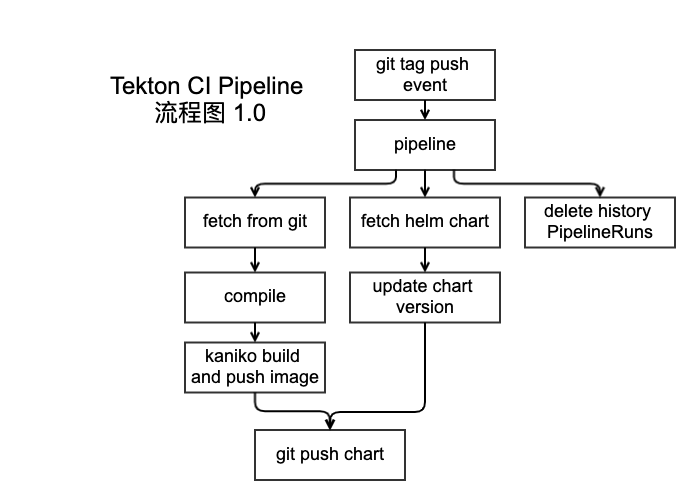 Tekton CI Pipeline
流程图 1.0
git tag push
event
pipeline
fetch from git
fetch helm chart
delete history
PipelineRuns
compile
update chart
version
kaniko build
and push image
git push chart